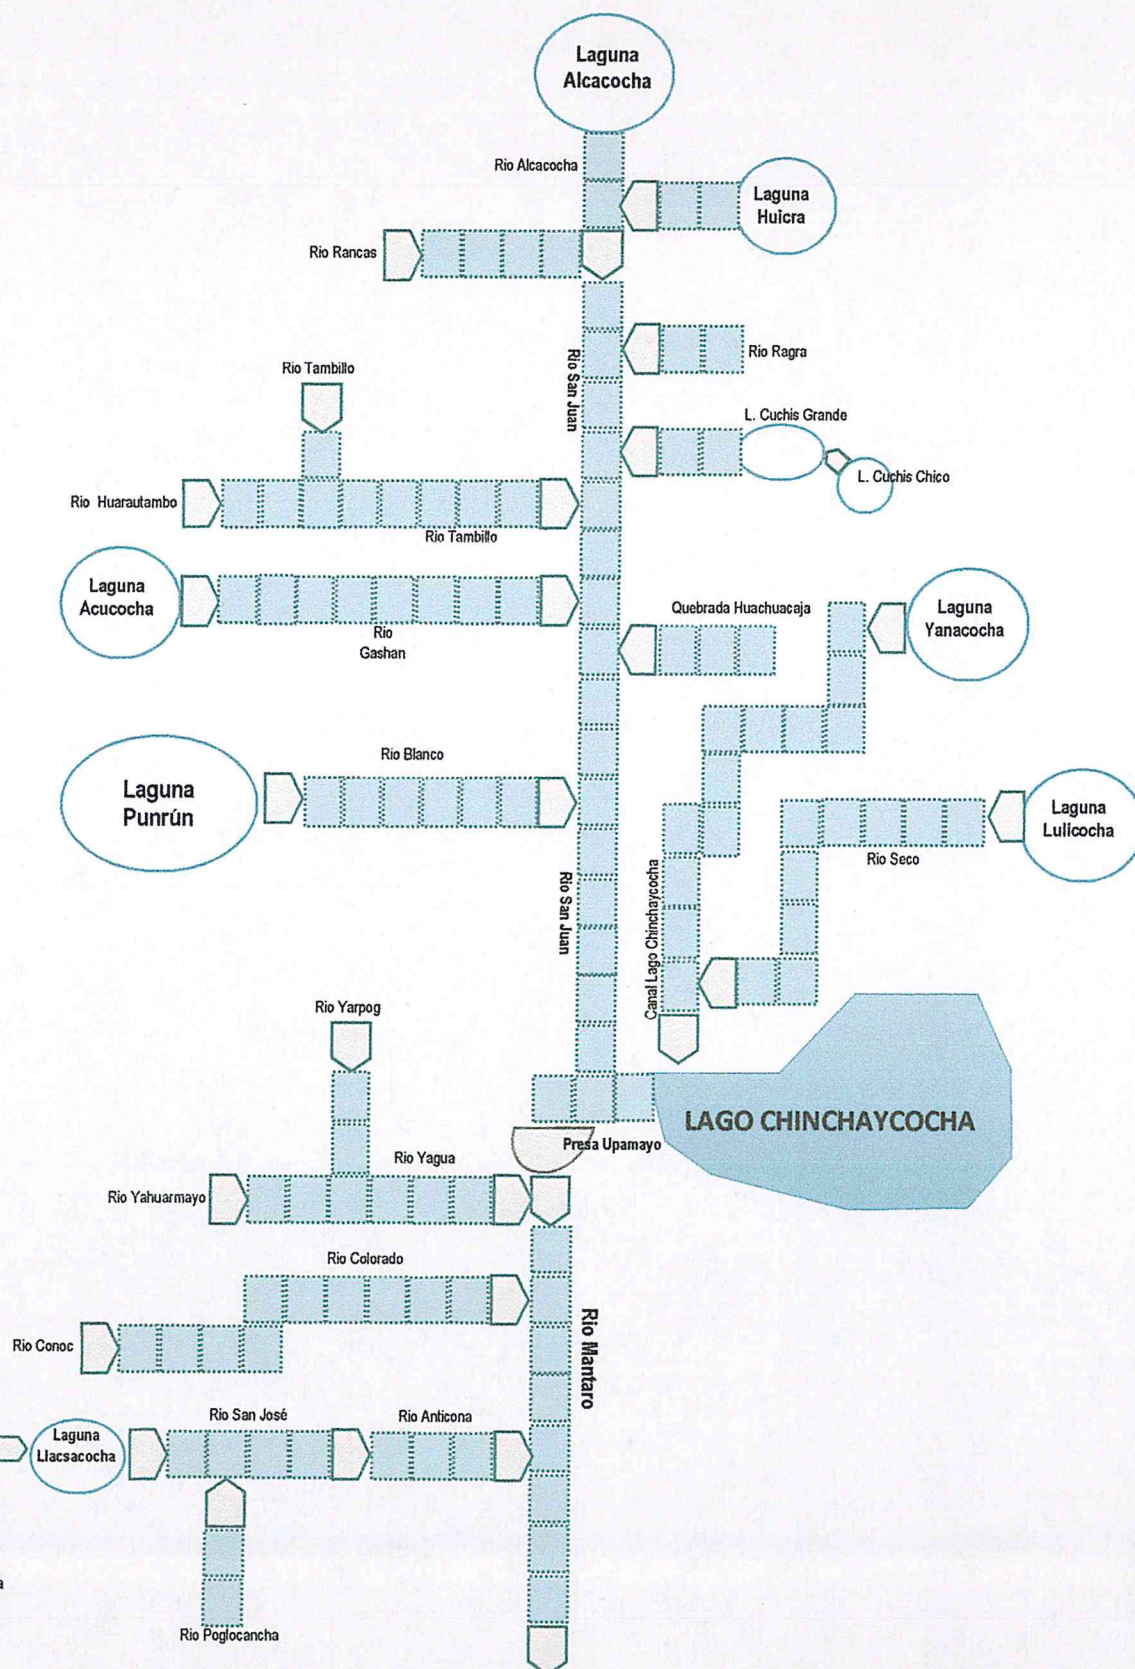 Laguna
Alcacocha
Rio Alcacocha
Laguna
Huicra
Rio Rancas
Rio Ragra
Rio San Juan
Rio Tambillo
L. Cuchis Grande
L. Cuchis Chico
Rio Huarautambo
Rio Tambillo
Laguna
Acucocha
Rio
Gashan
Quebrada Huachuacaja
Laguna
Yanacocha
Rio Blanco
Laguna
Punrún
Laguna
Lulicocha
Rio Seco
Rio San Juan
Canal Lago Chinchaycocha
Rio Yarpog
LAGO CHINCHAYCOCHA
Presa Upamayo
Rio Yagua
Rio Yahuarmayo
Rio Colorado
Rio Mantaro
Rio Conoc
Rio San José
Rio Anticona
Laguna
Llacsacocha
a
Rio Poglocancha